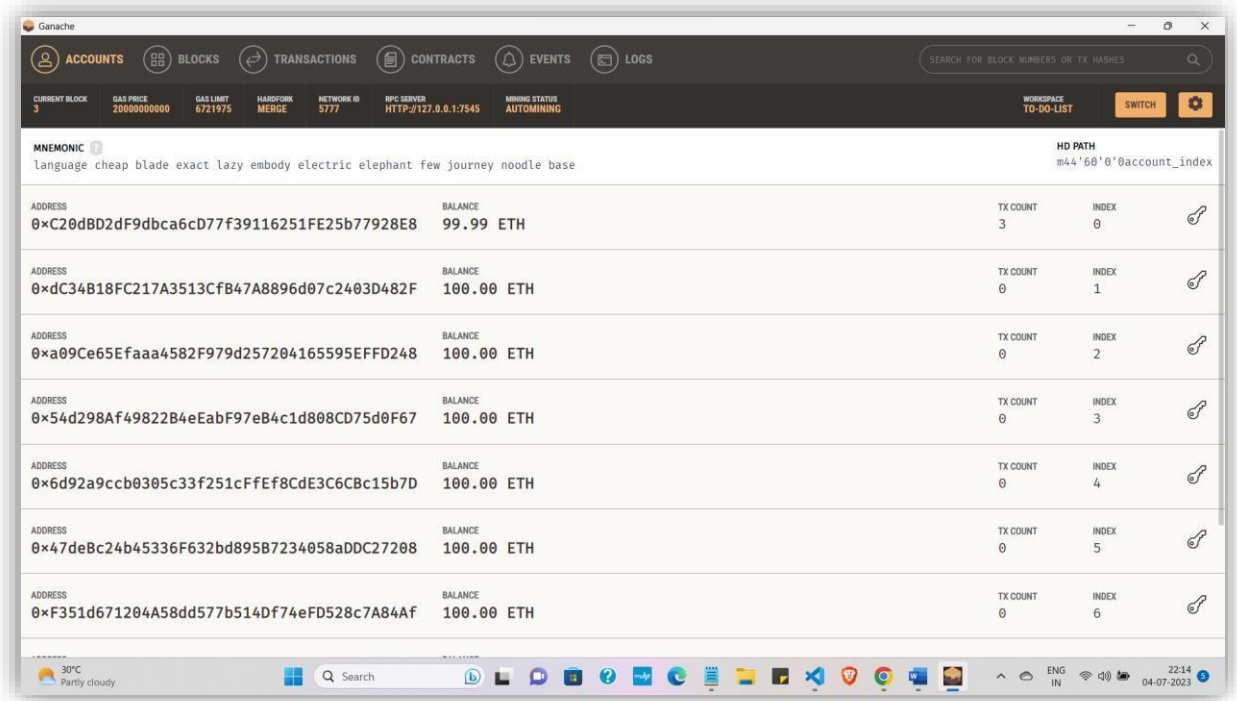 Ganache
ACCOUNTS BLOCKS TRANSACTIONS CONTRACTS EVENTS LOGS SEARCH FOR BLOCK NUMBERS OR TX HASHES
CURRENT BLOCK GAS PRICE GAS LIMIT HARDFORK NETWORK ID RPC SERVER MINING STATUS WORKSPACE
3 20000000000 6721975 MERGE 5777 HTTP://127.0.0.1:7545 AUTOMINING TO-DO-LIST SWITCH
MNEMONIC ? HD PATH
language cheap blade exact lazy embody electric elephant few journey noodle base m44'60'0'0account_index
ADDRESS BALANCE TX COUNT INDEX
0×C20dBD2dF9dbca6cD77f39116251FE25b77928E8 99.99 ETH 3 0
ADDRESS BALANCE TX COUNT INDEX
0×dC34B18FC217A3513CfB47A8896d07c2403D482F 100.00 ETH 0 1
ADDRESS BALANCE TX COUNT INDEX
0×a09Ce65Efaaa4582F979d257204165595EFFD248 100.00 ETH 0 2
ADDRESS BALANCE TX COUNT INDEX
0×54d298Af49822B4eEabF97eB4c1d808CD75d0F67 100.00 ETH 0 3
ADDRESS BALANCE TX COUNT INDEX
0×6d92a9ccb0305c33f251cFfEf8CdE3C6CBc15b7D 100.00 ETH 0 4
ADDRESS BALANCE TX COUNT INDEX
0×47deBc24b45336F632bd895B7234058aDDC27208 100.00 ETH 0 5
ADDRESS BALANCE TX COUNT INDEX
0×F351d671204A58dd577b514Df74eFD528c7A84Af 100.00 ETH 0 6
30°C Search ENG 22:14
Partly cloudy IN 04-07-2023 5